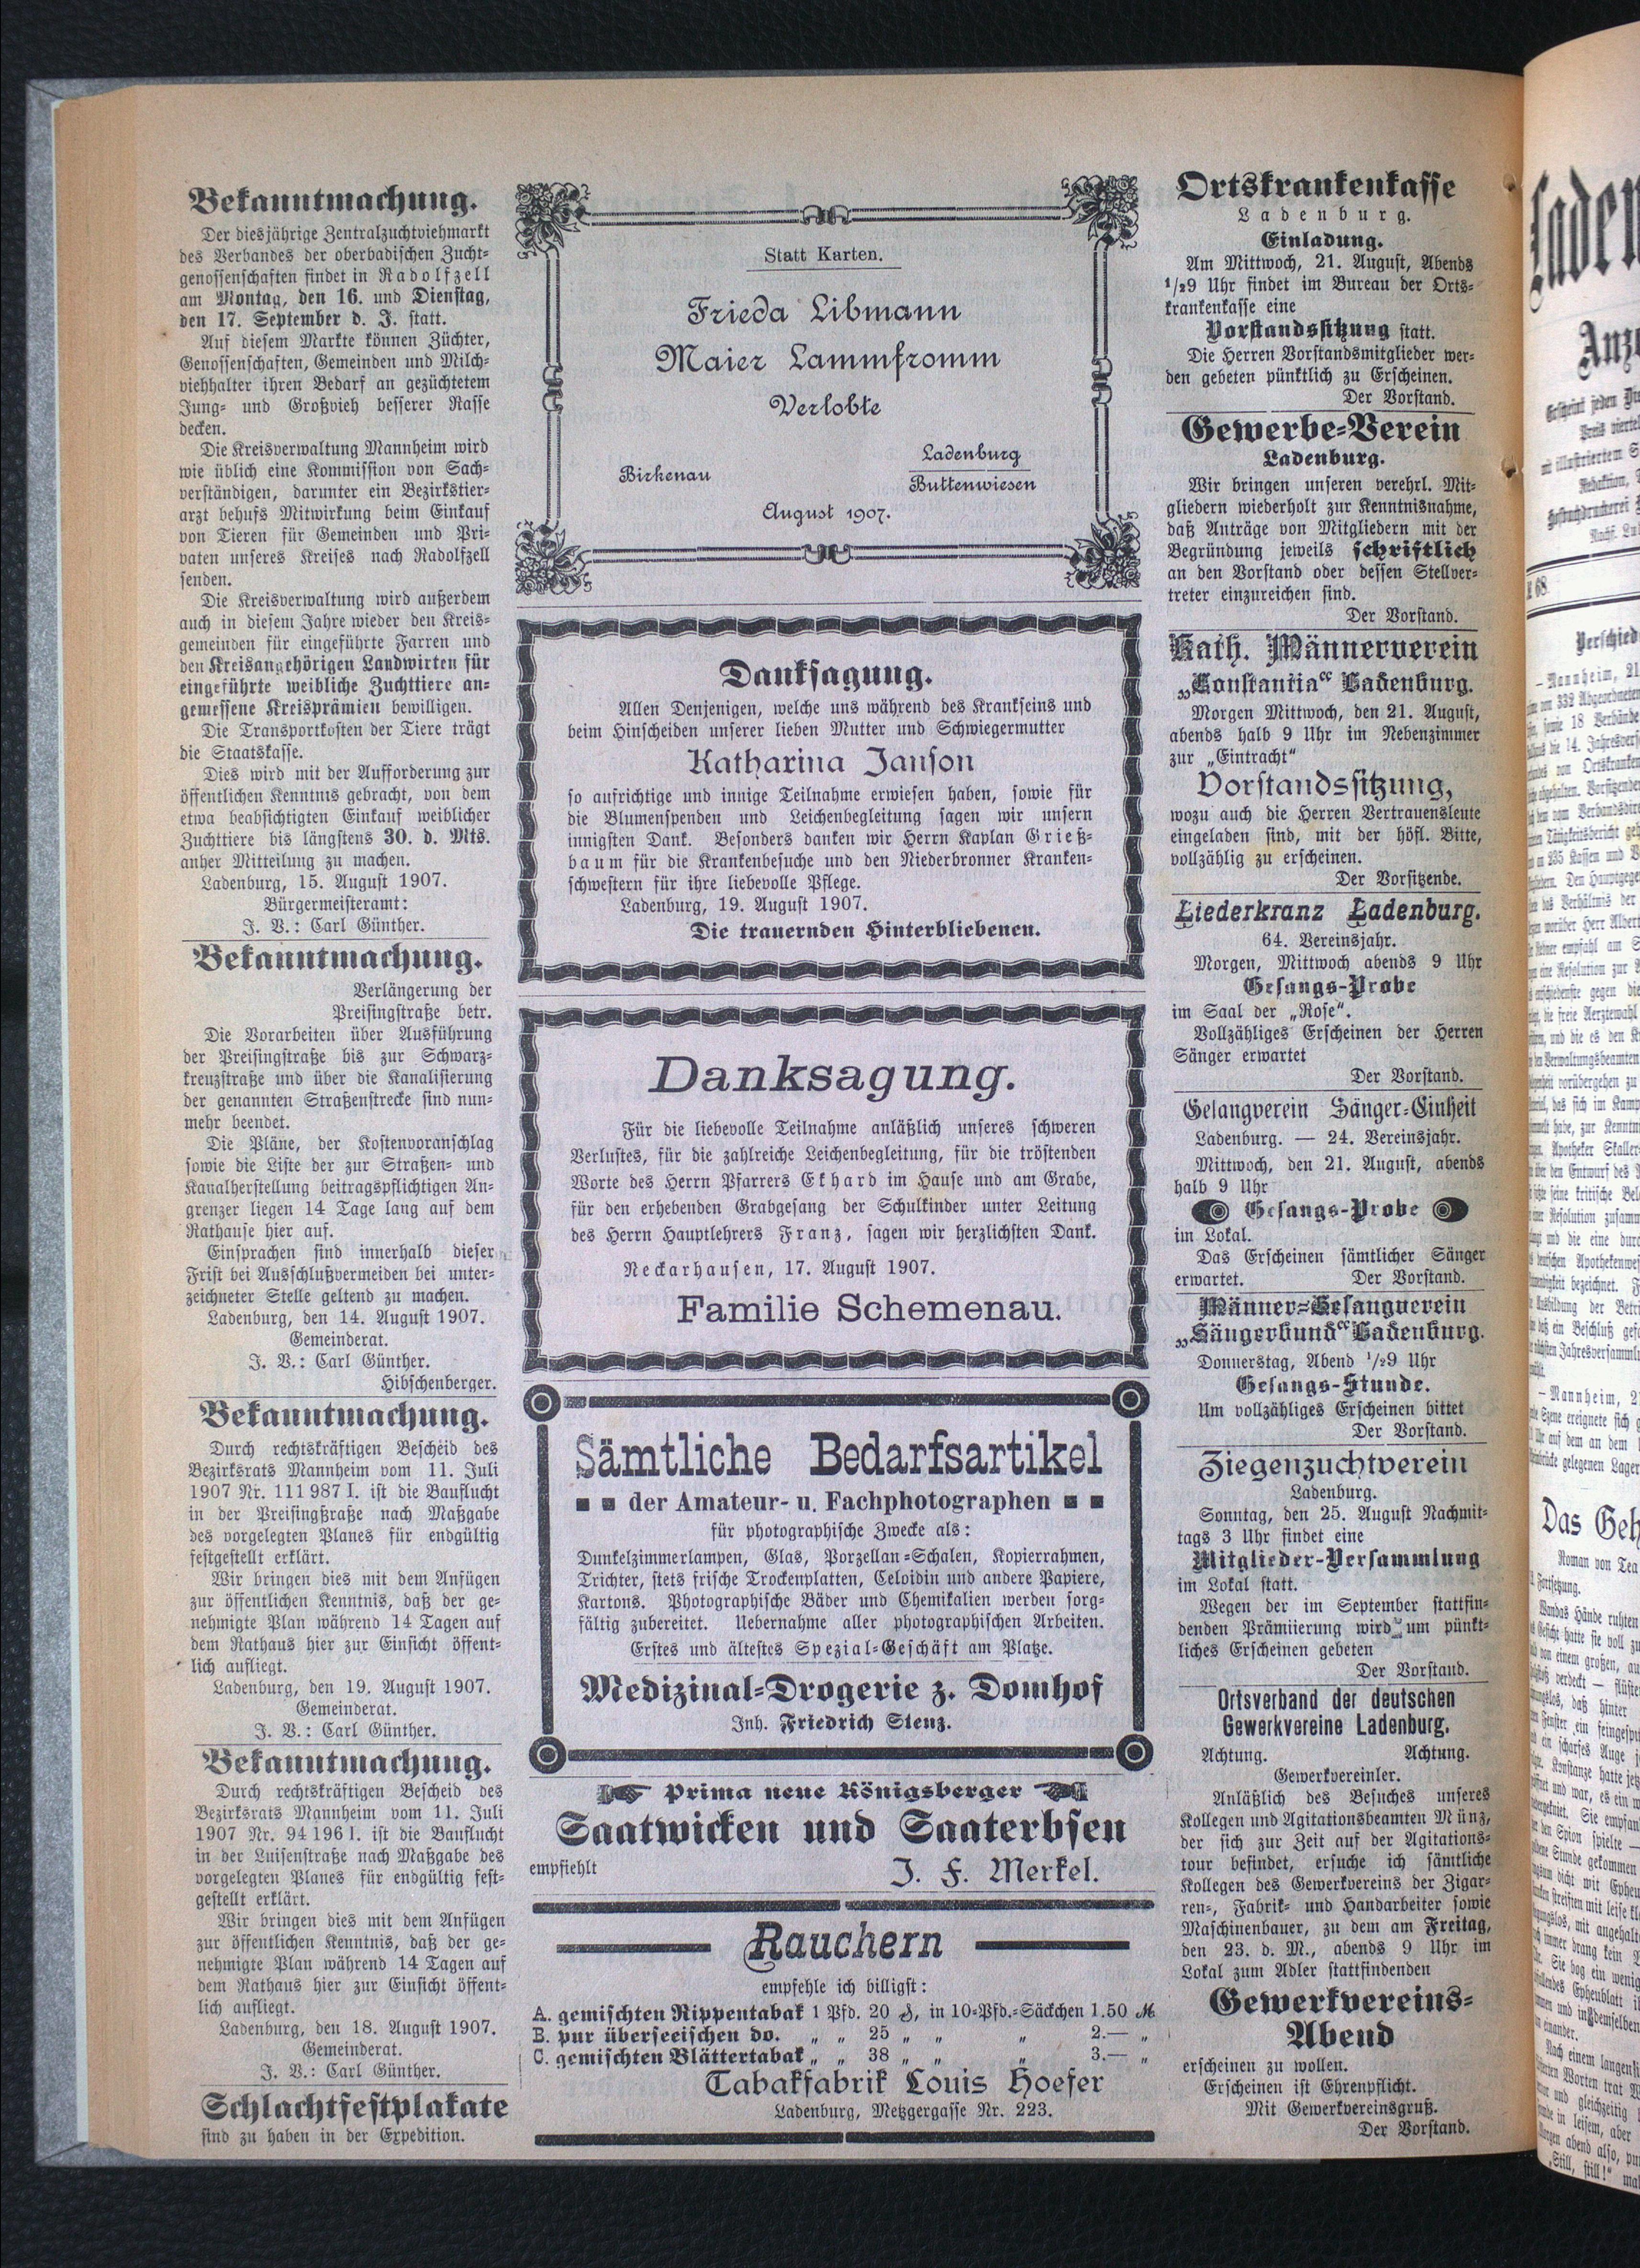 Bekanntmachung.
Der diesjährige Zentralzuchtviehmarkt
des Verbandes der oberbadischen Zucht-
genossenschaften findet in Radolfzell
am Montag, den 16. und Dienstag,
den 17. September d. J. statt.
Auf diesem Markte können Züchter,
Genossenschaften, Gemeinden und Milch-
viehhalter ihren Bedarf an gezüchtetem
Jung- und Großvieh besserer Rasse
decken.
Die Kreisverwaltung Mannheim wird
wie üblich eine Kommission von Sach-
verständigen, darunter ein Bezirkstier-
arzt behufs Mitwirkung beim Einkauf
von Tieren für Gemeinden und Pri-
vaten unseres Kreises nach Radolfzell
senden.
Die Kreisverwaltung wird außerdem
auch in diesem Jahre wieder den Kreis-
gemeinden für eingeführte Farren und
den Kreisangehörigen Landwirten für
eingeführte weibliche Zuchttiere an-
gemessene Kreisprämien bewilligen.
Die Transportkosten der Tiere trägt
die Staatskasse.
Dies wird mit der Aufforderung zur
öffentlichen Kenntnis gebracht, von dem
etwa beabsichtigten Einkauf weiblicher
Zuchttiere bis längstens 30. d. Mts.
anher Mitteilung zu machen.
Ladenburg, 15. August 1907.
Bürgermeisteramt:
J. V.: Carl Günther.
Bekanntmachung.
Verlängerung der
Preisingstraße betr.
Die Vorarbeiten über Ausführung
der Preisingstraße bis zur Schwarz-
kreuzstraße und über die Kanalisierung
der genannten Straßenstrecke sind nun-
mehr beendet.
Die Pläne, der Kostenvoranschlag
sowie die Liste der zur Straßen- und
Kanalherstellung beitragspflichtigen An-
grenzer liegen 14 Tage lang auf dem
Rathause hier auf.
Einsprachen sind innerhalb dieser
Frist bei Ausschlußvermeiden bei unter-
zeichneter Stelle geltend zu machen.
Ladenburg, den 14. August 1907.
Gemeinderat.
J. V.: Carl Günther.
Hibschenberger.
Bekanntmachung.
Durch rechtskräftigen Bescheid des
Bezirksrats Mannheim vom 11. Juli
1907 Nr. 111 987 I. ist die Bauflucht
in der Preisingßraße nach Maßgabe
des vorgelegten Planes für endgültig
festgestellt erklärt.
Wir bringen dies mit dem Anfügen
zur öffentlichen Kenntnis, daß der ge-
nehmigte Plan während 14 Tagen auf
dem Rathaus hier zur Einsicht öffent-
lich aufliegt.
Ladenburg, den 19. August 1907.
Gemeinderat.
J. V.: Carl Günther.
Bekanntmachung.
Durch rechtskräftigen Bescheid des
Bezirksrats Mannheim vom 11. Juli
1907 Nr. 94 196 I. ist die Bauflucht
in der Luisenstraße nach Maßgabe des
vorgelegten Planes für endgültig fest-
gestellt erklärt.
Wir bringen dies mit dem Anfügen
zur öffentlichen Kenntnis, daß der ge-
nehmigte Plan während 14 Tagen auf
dem Rathaus hier zur Einsicht öffent-
lich aufliegt.
Ladenburg, den 18. August 1907.
Gemeinderat.
J. V.: Carl Günther.
Schlachtfestplakate
sind zu haben in der Expedition.
Statt Karten.
Frieda Libmann
Maier Lammfromm
Verlobte
Birkenau
Ladenburg
Buttenwiesen
August 1907.
Danksagung.
Allen Denjenigen, welche uns während des Krankseins und
beim Hinscheiden unserer lieben Mutter und Schwiegermutter
Katharina Janson
so aufrichtige und innige Teilnahme erwiesen haben, sowie für
die Blumenspenden und Leichenbegleitung sagen wir unsern
innigsten Dank. Besonders danken wir Herrn Kaplan Grieß-
baum für die Krankenbesuche und den Niederbronner Kranken-
schwestern für ihre liebevolle Pflege.
Ladenburg, 19. August 1907.
Die trauernden Hinterbliebenen.
Danksagung.
Für die liebevolle Teilnahme anläßlich unseres schweren
Verlustes, für die zahlreiche Leichenbegleitung, für die tröstenden
Worte des Herrn Pfarrers Ekhard im Hause und am Grabe,
für den erhebenden Grabgesang der Schulkinder unter Leitung
des Herrn Hauptlehrers Franz, sagen wir herzlichsten Dank.
Neckarhausen, 17. August 1907.
Familie Schemenau.
Sämtliche Bedarfsartikel
der Amateur- u. Fachphotographen
für photographische Zwecke als:
Dunkelzimmerlampen, Glas, Porzellan-Schalen, Kopierrahmen,
Trichter, stets frische Trockenplatten, Celoidin und andere Papiere,
Kartons. Photographische Bäder und Chemikalien werden sorg-
fältig zubereitet. Uebernahme aller photographischen Arbeiten.
Erstes und ältestes Spezial-Geschäft am Platze.
Medizinal-Drogerie z. Domhof
Inh. Friedrich Stenz.
Prima neue Königsberger
Saatwicken und Saaterbsen
empfiehlt J. F. Merkel.
Rauchern
empfehle ich billigst:
A. gemischten Rippentabak 1 Pfd. 20 ₰, in 10-Pfd.-Säckchen 1.50 ℳ
B. pur überseeischen do. „ „ 25 „ „ „ 2.— „
C. gemischten Blättertabak „ „ 38 „ „ „ 3.— „
Tabakfabrik Louis Hoefer
Ladenburg, Metzgergasse Nr. 223.
Ortskrankenkasse
Ladenburg.
Einladung.
Am Mittwoch, 21. August, Abends
1/29 Uhr findet im Bureau der Orts-
krankenkasse eine
Vorstandssitzung statt.
Die Herren Vorstandsmitglieder wer-
den gebeten pünktlich zu Erscheinen.
Der Vorstand.
Gewerbe-Verein
Ladenburg.
Wir bringen unseren verehrl. Mit-
gliedern wiederholt zur Kenntnisnahme,
daß Anträge von Mitgliedern mit der
Begründung jeweils schriftlich
an den Vorstand oder dessen Stellver-
treter einzureichen sind.
Der Vorstand.
Kath. Männerverein
„Constantia“ Ladenburg.
Morgen Mittwoch, den 21. August,
abends halb 9 Uhr im Nebenzimmer
zur „Eintracht“
Vorstandssitzung,
wozu auch die Herren Vertrauensleute
eingeladen sind, mit der höfl. Bitte,
vollzählig zu erscheinen.
Der Vorsitzende.
Liederkranz Ladenburg.
64. Vereinsjahr.
Morgen, Mittwoch abends 9 Uhr
Gesangs-Probe
im Saal der „Rose“.
Vollzähliges Erscheinen der Herren
Sänger erwartet
Der Vorstand.
Gesangverein Sänger-Einheit
Ladenburg. — 24. Vereinsjahr.
Mittwoch, den 21. August, abends
halb 9 Uhr
Gesangs-Probe
im Lokal.
Das Erscheinen sämtlicher Sänger
erwartet. Der Vorstand.
Männer-Gesangverein
„Sängerbund“ Ladenburg.
Donnerstag, Abend 1/29 Uhr
Gesangs-Stunde.
Um vollzähliges Erscheinen bittet
Der Vorstand.
Ziegenzuchtverein
Ladenburg.
Sonntag, den 25. August Nachmit-
tags 3 Uhr findet eine
Mitglieder-Versammlung
im Lokal statt.
Wegen der im September stattfin-
denden Prämiierung wird um pünkt-
liches Erscheinen gebeten
Der Vorstand.
Ortsverband der deutschen
Gewerkvereine Ladenburg.
Achtung. Achtung.
Gewerkvereinler.
Anläßlich des Besuches unseres
Kollegen und Agitationsbeamten Münz,
der sich zur Zeit auf der Agitations-
tour befindet, ersuche ich sämtliche
Kollegen des Gewerkvereins der Zigar-
ren-, Fabrik- und Handarbeiter sowie
Maschinenbauer, zu dem am Freitag,
den 23. d. M., abends 9 Uhr im
Lokal zum Adler stattfindenden
Gewerkvereins-
Abend
erscheinen zu wollen.
Erscheinen ist Ehrenpflicht.
Mit Gewerkvereinsgruß.
Der Vorstand.
Das Geh
Roman von